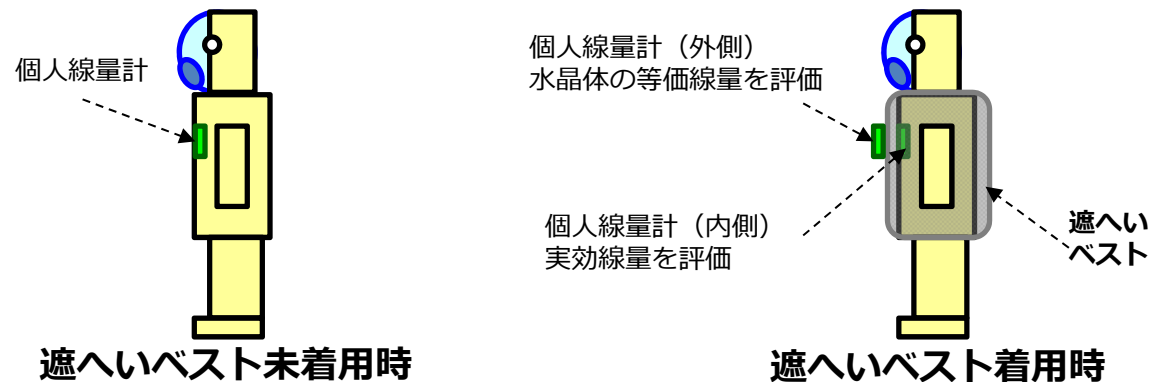 個人線量計
遮へいベスト未着用時
個人線量計（外側）
水晶体の等価線量を評価
個人線量計（内側）
実効線量を評価
遮へい
ベスト
遮へいベスト着用時